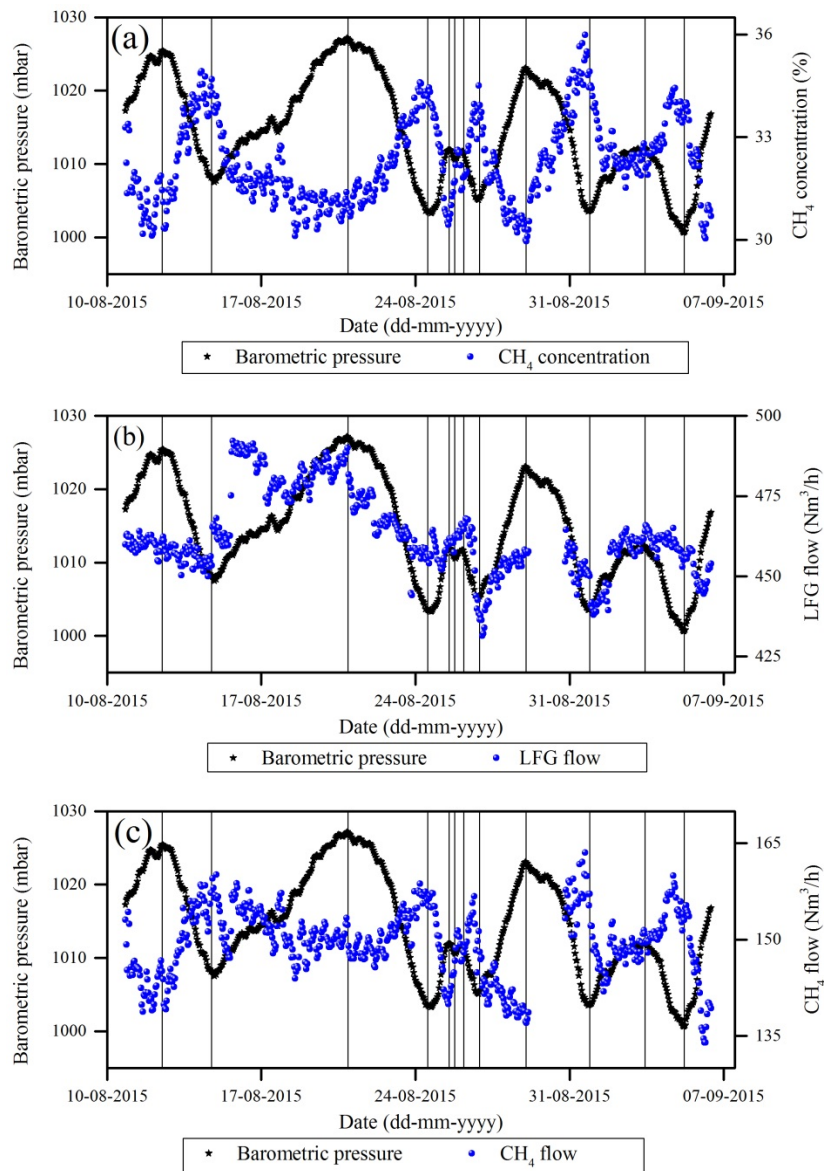 (a)
1030
1020
1010
1000
Barometric pressure (mbar)
36
33
30
CH₄ concentration (%)
10-08-2015 17-08-2015 24-08-2015 31-08-2015 07-09-2015
Date (dd-mm-yyyy)
Barometric pressure CH₄ concentration
(b)
1030
1020
1010
1000
Barometric pressure (mbar)
500
475
450
425
LFG flow (Nm³/h)
10-08-2015 17-08-2015 24-08-2015 31-08-2015 07-09-2015
Date (dd-mm-yyyy)
Barometric pressure LFG flow
(c)
1030
1020
1010
1000
Barometric pressure (mbar)
165
150
135
CH₄ flow (Nm³/h)
10-08-2015 17-08-2015 24-08-2015 31-08-2015 07-09-2015
Date (dd-mm-yyyy)
Barometric pressure CH₄ flow